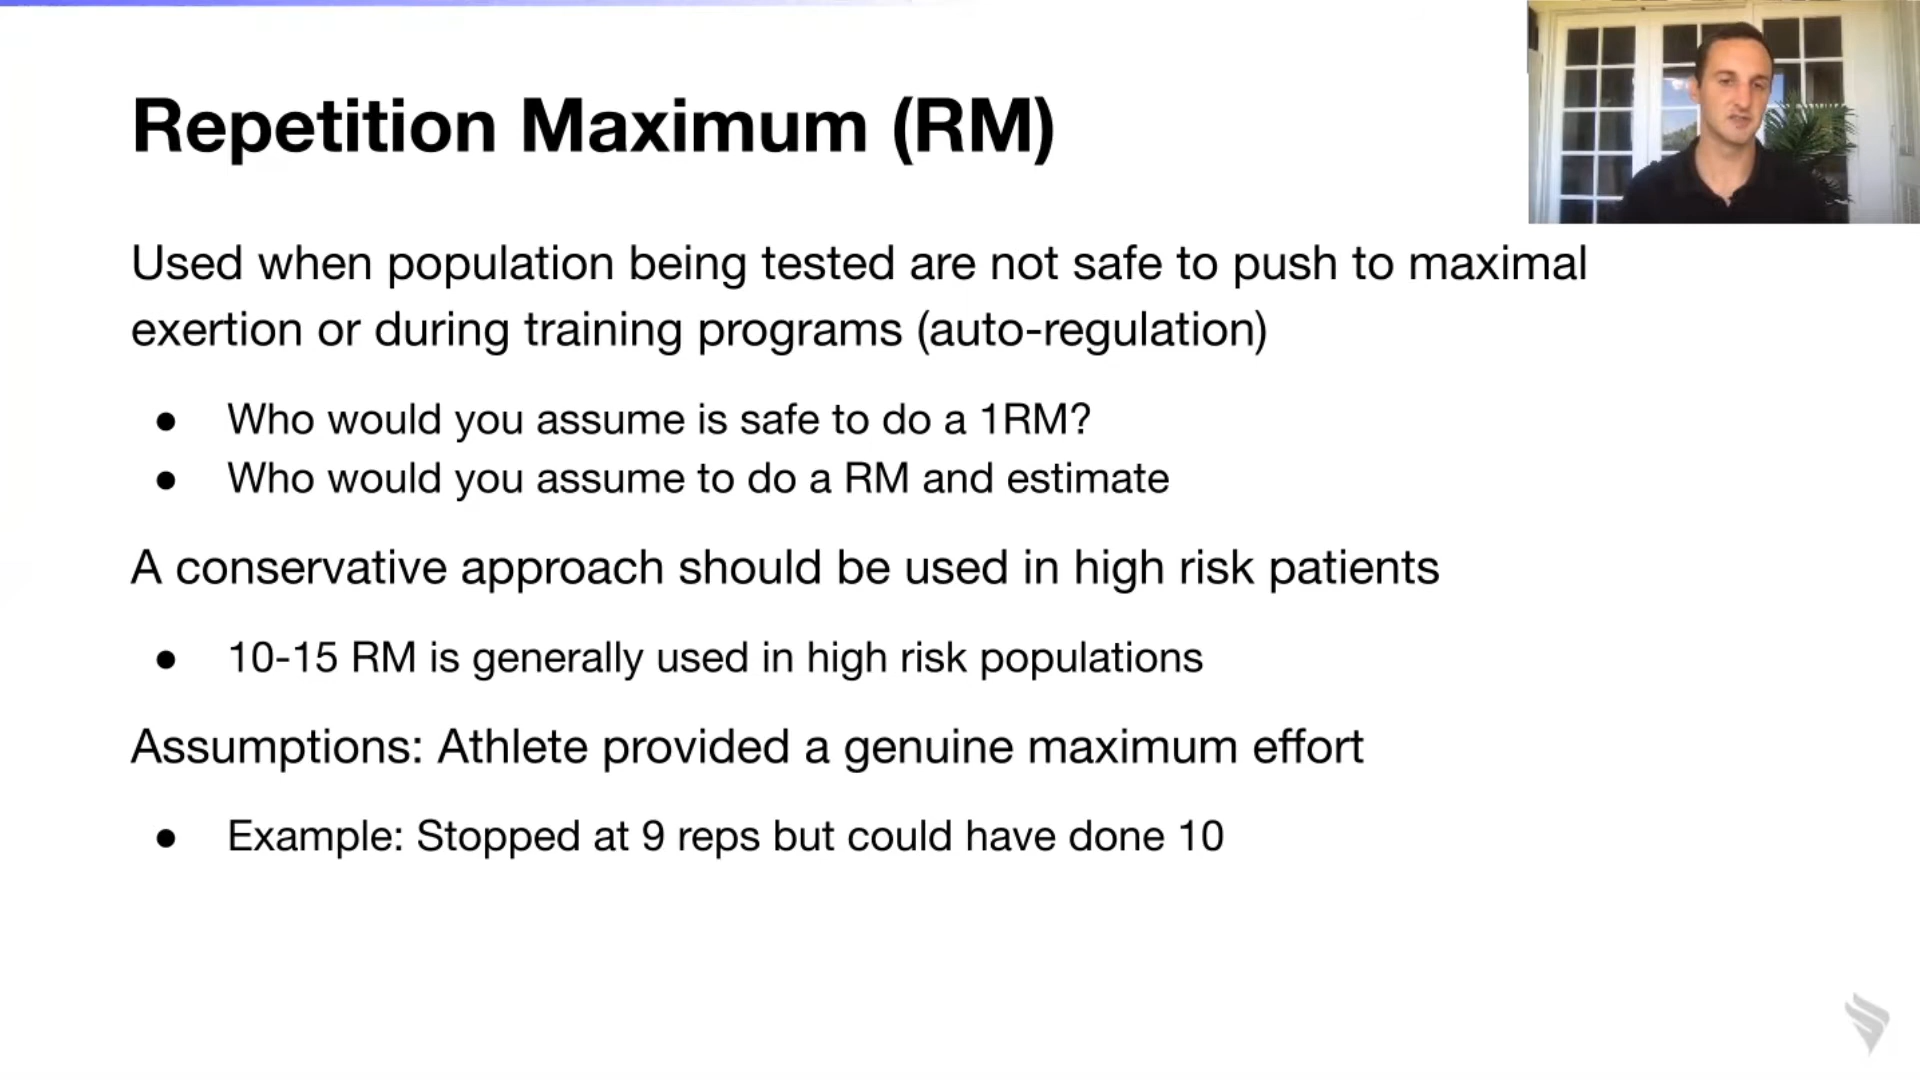 Repetition Maximum (RM)
Used when population being tested are not safe to push to maximal
exertion or during training programs (auto-regulation)
● Who would you assume is safe to do a 1RM?
● Who would you assume to do a RM and estimate
A conservative approach should be used in high risk patients
● 10-15 RM is generally used in high risk populations
Assumptions: Athlete provided a genuine maximum effort
● Example: Stopped at 9 reps but could have done 10